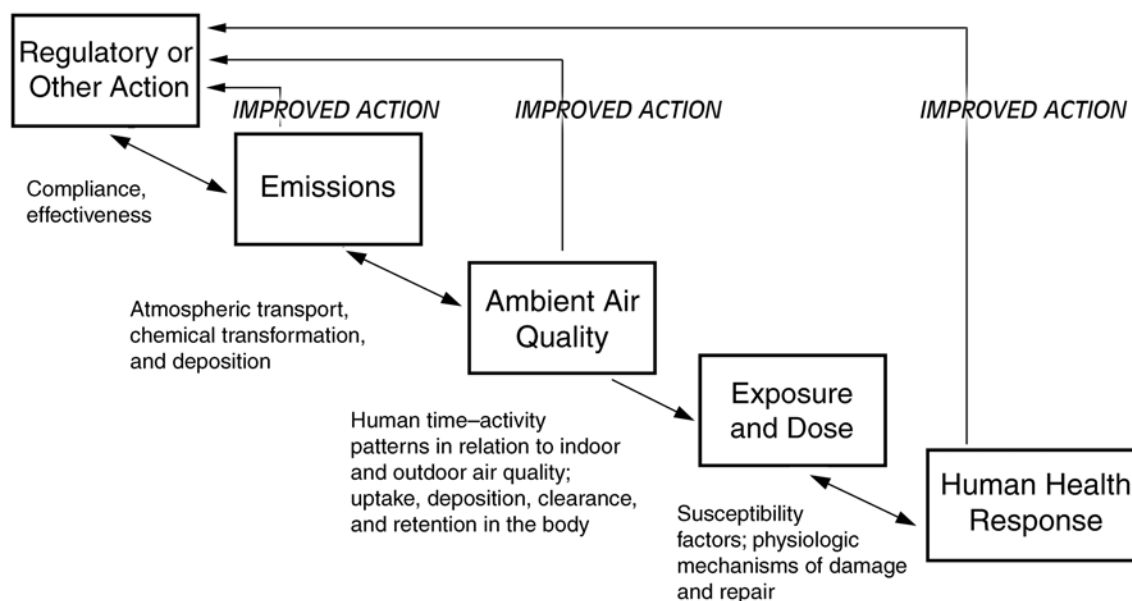 Regulatory or
Other Action
IMPROVED ACTION
IMPROVED ACTION
IMPROVED ACTION
Compliance,
effectiveness
Emissions
Atmospheric transport,
chemical transformation,
and deposition
Ambient Air
Quality
Human time–activity
patterns in relation to indoor
and outdoor air quality;
uptake, deposition, clearance,
and retention in the body
Exposure
and Dose
Susceptibility
factors; physiologic
mechanisms of damage
and repair
Human Health
Response